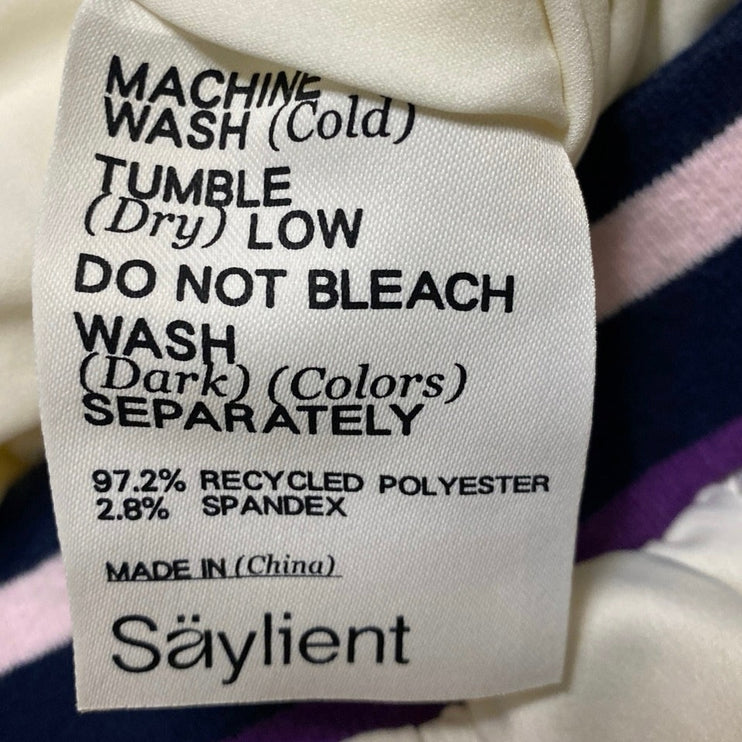 MACHINE
WASH (Cold)
TUMBLE
(Dry) LOW
DO NOT BLEACH
WASH
(Dark) (Colors)
SEPARATELY
97.2% RECYCLED POLYESTER
2.8% SPANDEX
MADE IN (China)
Säylient